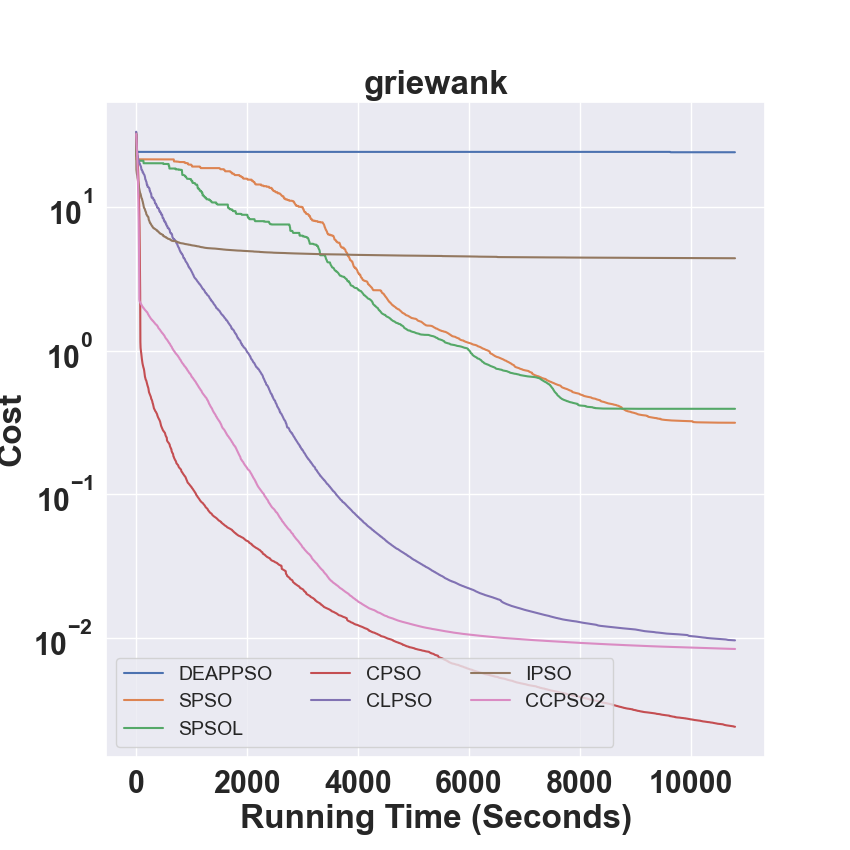 griewank
10^1
10^0
10^−1
10^−2
Cost
DEAPPSO CPSO IPSO
SPSO CLPSO CCPSO2
SPSOL
0 2000 4000 6000 8000 10000
Running Time (Seconds)